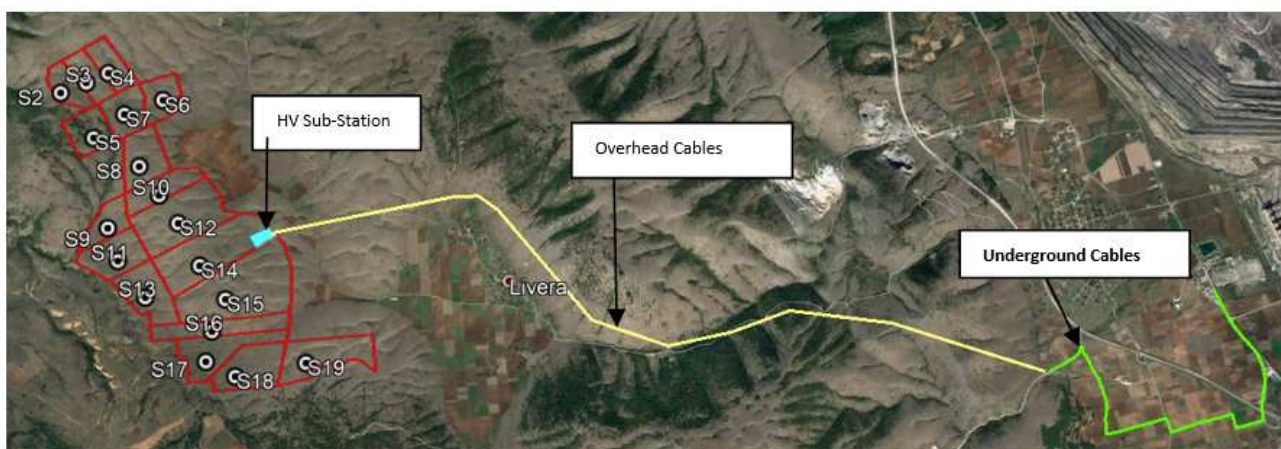 S3
S4
S2
S6
S7
S5
S8
S10
S9
S12
S11
S14
S13
S15
S16
S17
S18
S19
HV Sub-Station
Overhead Cables
Underground Cables
Livera